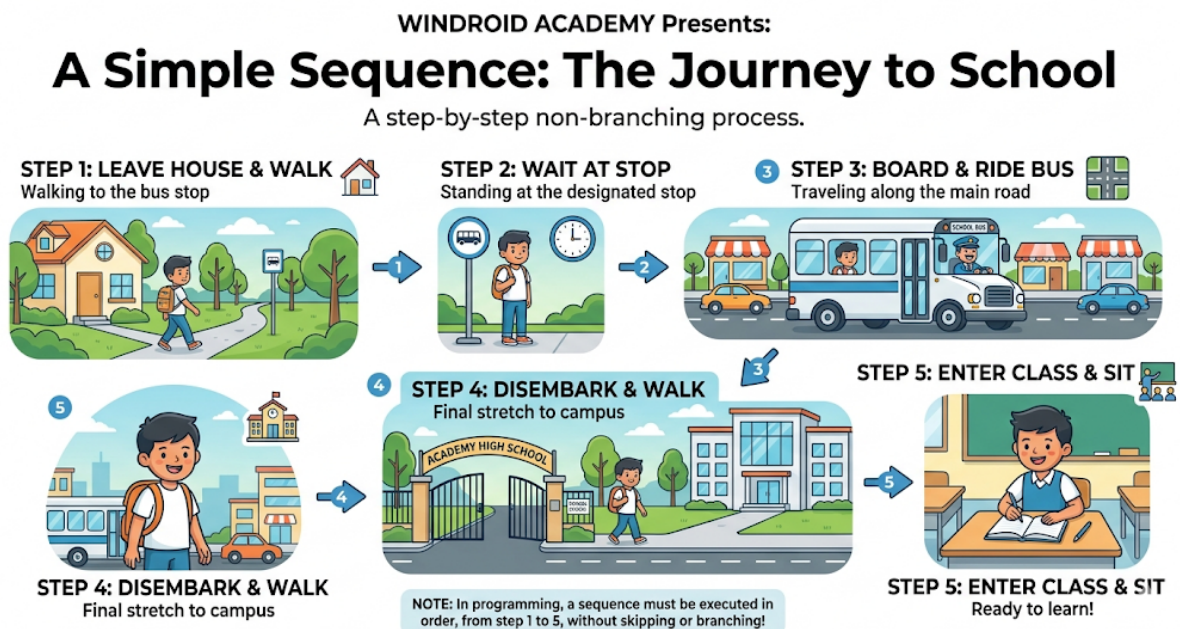 WINDROID ACADEMY Presents:
A Simple Sequence: The Journey to School
A step-by-step non-branching process.
STEP 1: LEAVE HOUSE & WALK
Walking to the bus stop
1
STEP 2: WAIT AT STOP
Standing at the designated stop
2
3
STEP 3: BOARD & RIDE BUS
Traveling along the main road
SCHOOL BUS
3
5
4
STEP 4: DISEMBARK & WALK
Final stretch to campus
4
STEP 4: DISEMBARK & WALK
Final stretch to campus
ACADEMY HIGH SCHOOL
5
STEP 5: ENTER CLASS & SIT
STEP 5: ENTER CLASS & SIT
Ready to learn!
NOTE: In programming, a sequence must be executed in
order, from step 1 to 5, without skipping or branching!